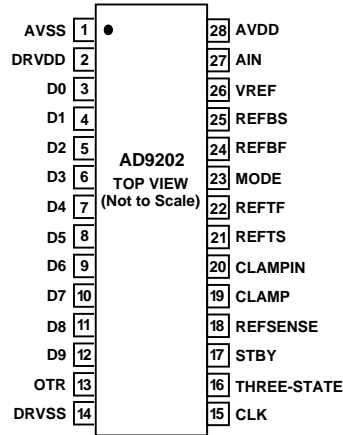 AVSS 1 28 AVDD
DRVDD 2 27 AIN
D0 3 26 VREF
D1 4 25 REFBS
D2 5 24 REFBF
D3 6 23 MODE
D4 7 22 REFTF
D5 8 21 REFTS
D6 9 20 CLAMPIN
D7 10 19 CLAMP
D8 11 18 REFSENSE
D9 12 17 STBY
OTR 13 16 THREE-STATE
DRVSS 14 15 CLK
AD9202
TOP VIEW
(Not to Scale)